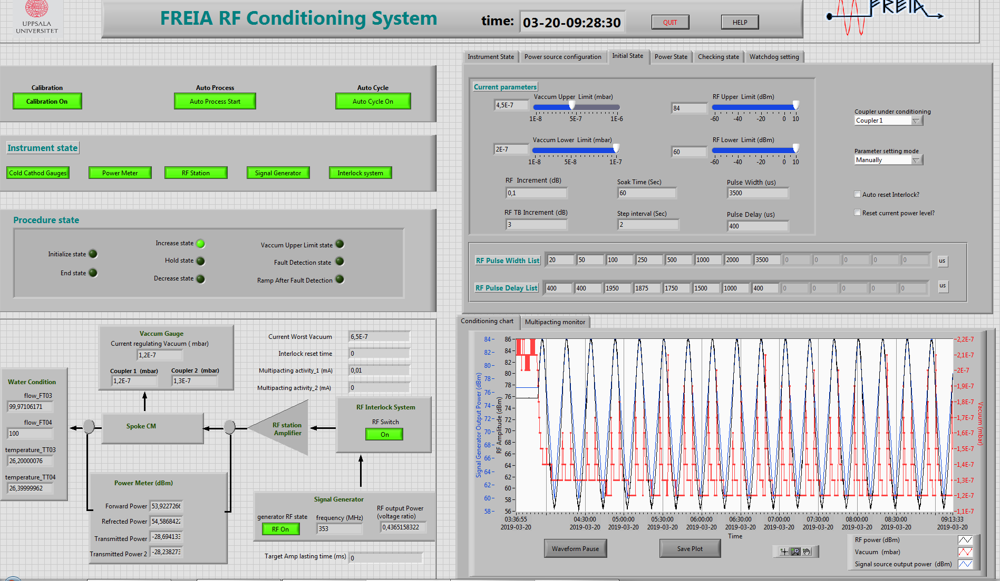 UPPSALA
UNIVERSITET
FREIA RF Conditioning System
time:
03-20-09:28:30
QUIT
HELP
FREIA
Calibration
Calibration On
Auto Process
Auto Process Start
Auto Cycle
Auto Cycle On
Instrument state
Cold Cathod Gauges
Power Meter
RF Station
Signal Generator
Interlock system
Procedure state
Initialize state
End state
Increase state
Hold state
Decrease state
Vaccum Upper Limit state
Fault Detection state
Ramp After Fault Detection
Vaccum Gauge
Current regulating Vacuum ( mbar)
1,2E-7
Coupler 1 (mbar)
1,2E-7
Coupler 2 (mbar)
1,3E-7
Current Worst Vacuum
6,5E-7
Interlock reset time
0
Multipacting activity_1 (mA)
0,01
Multipacting activity_2 (mA)
0
Water Condition
flow_FT03
99,97106171
flow_FT04
100
temperature_TT03
26,20000076
temperature_TT04
26,39999962
Spoke CM
RF station
Amplifier
RF Interlock System
RF Switch
On
Power Meter (dBm)
Forward Power
53,9227266
Refrected Power
54,5868422
Transmitted Power
-28,694133
Transmitted Power 2
-28,238273
Signal Generator
generator RF state
RF On
frequency (MHz)
353
RF output Power
(voltage ratio)
0,4365158322
Target Amp lasting time (ms)
0
Instrument State
Power source configuration
Initial State
Power State
Checking state
Watchdog setting
Current parameters
4,5E-7
Vaccum Upper Limit (mbar)
1E-8 5E-7 1E-6
84
RF Upper Limit (dBm)
-60 -40 -20 0 10
2E-7
Vaccum Lower Limit (mbar)
1E-8 5E-8 1E-7
60
RF Lower Limit (dBm)
-60 -40 -20 0 10
RF Increment (dB)
0,1
Soak Time (Sec)
60
Pulse Width (us)
3500
RF TB Increment (dB)
3
Step interval (Sec)
2
Pulse Delay (us)
400
Coupler under conditioning
Coupler 1
Parameter setting mode
Manually
Auto reset Interlock?
Reset current power level?
RF Pulse Width List
20 50 100 250 500 1000 2000 3500 0 0 0 0 0
us
RF Pulse Delay List
400 400 1950 1875 1750 1500 1000 400 0 0 0 0 0
us
Conditioning chart
Multipacting monitor
Signal Generator Output Power (dBm)
84
82
80
78
76
74
72
70
68
66
64
62
60
58
RF Amplitude (dBm)
86
84
82
80
78
76
74
72
70
68
66
64
62
60
58
56
2,2E-7
2,1E-7
2E-7
1,9E-7
1,8E-7
1,7E-7
1,6E-7
1,5E-7
1,4E-7
1,3E-7
1,2E-7
1,1E-7
Vacuum (mbar)
03:36:55 04:30:00 05:00:00 05:30:00 06:00:00 06:30:00 07:00:00 07:30:00 08:00:00 08:30:00 09:13:33
2019-03-20 2019-03-20 2019-03-20 2019-03-20 2019-03-20 2019-03-20 2019-03-20 2019-03-20 2019-03-20 2019-03-20 2019-03-20
Time
Waveform Pause
Save Plot
RF power (dBm)
Vacuum (mbar)
Signal source output power (dBm)